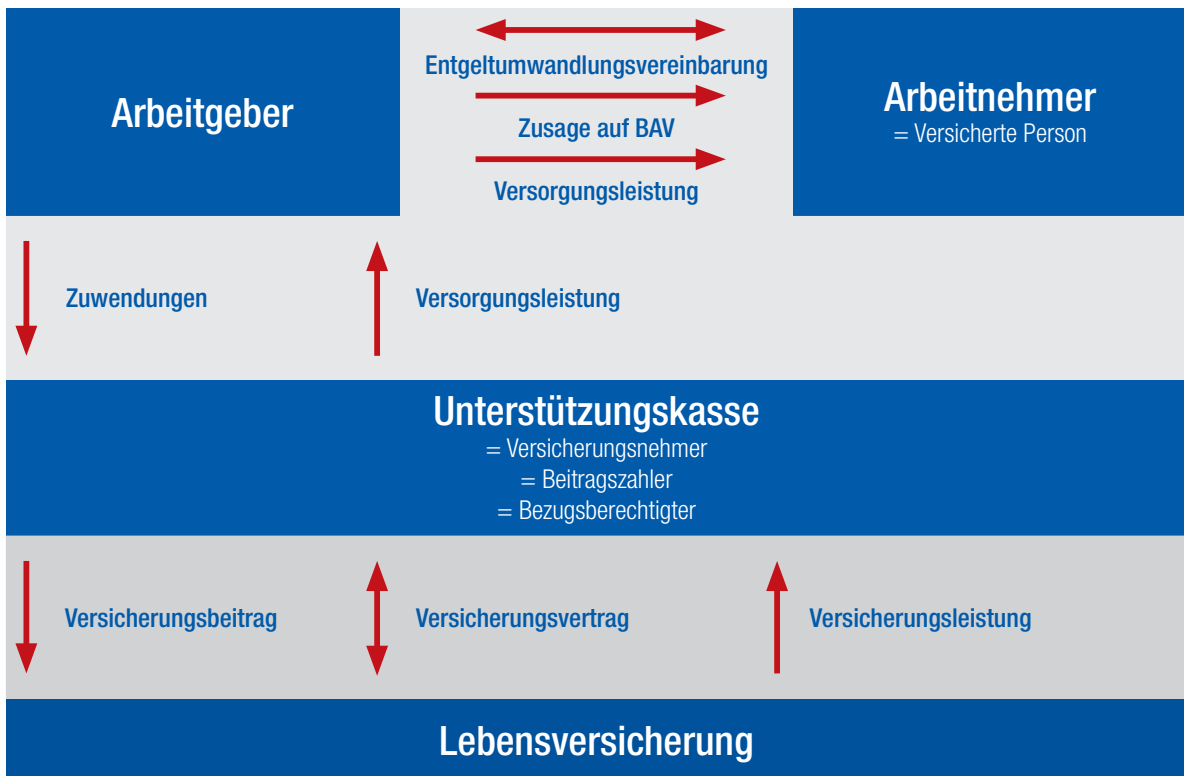 Arbeitgeber
Entgeltumwandlungsvereinbarung
Zusage auf BAV
Versorgungsleistung
Arbeitnehmer
= Versicherte Person
Zuwendungen
Versorgungsleistung
Unterstützungskasse
= Versicherungsnehmer
= Beitragszahler
= Bezugsberechtigter
Versicherungsbeitrag
Versicherungsvertrag
Versicherungsleistung
Lebensversicherung